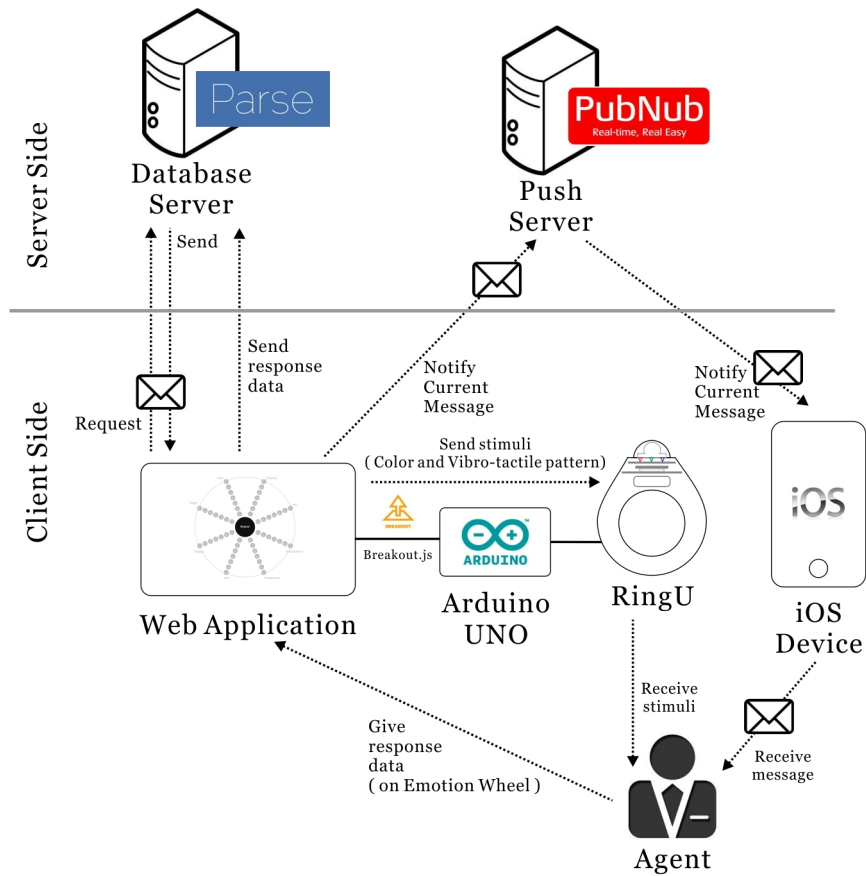 Server Side
Parse
Database
Server
PubNub
Real-time, Real Easy
Push
Server
Send
Client Side
Send
response
data
Request
Notify
Current
Message
Notify
Current
Message
Send stimuli
( Color and Vibro-tactile pattern)
BREAKOUT
Breakout.js
ARDUINO
TM
iOS
Web Application
Arduino
UNO
RingU
iOS
Device
Receive
stimuli
Give
response
data
( on Emotion Wheel )
Receive
message
Agent